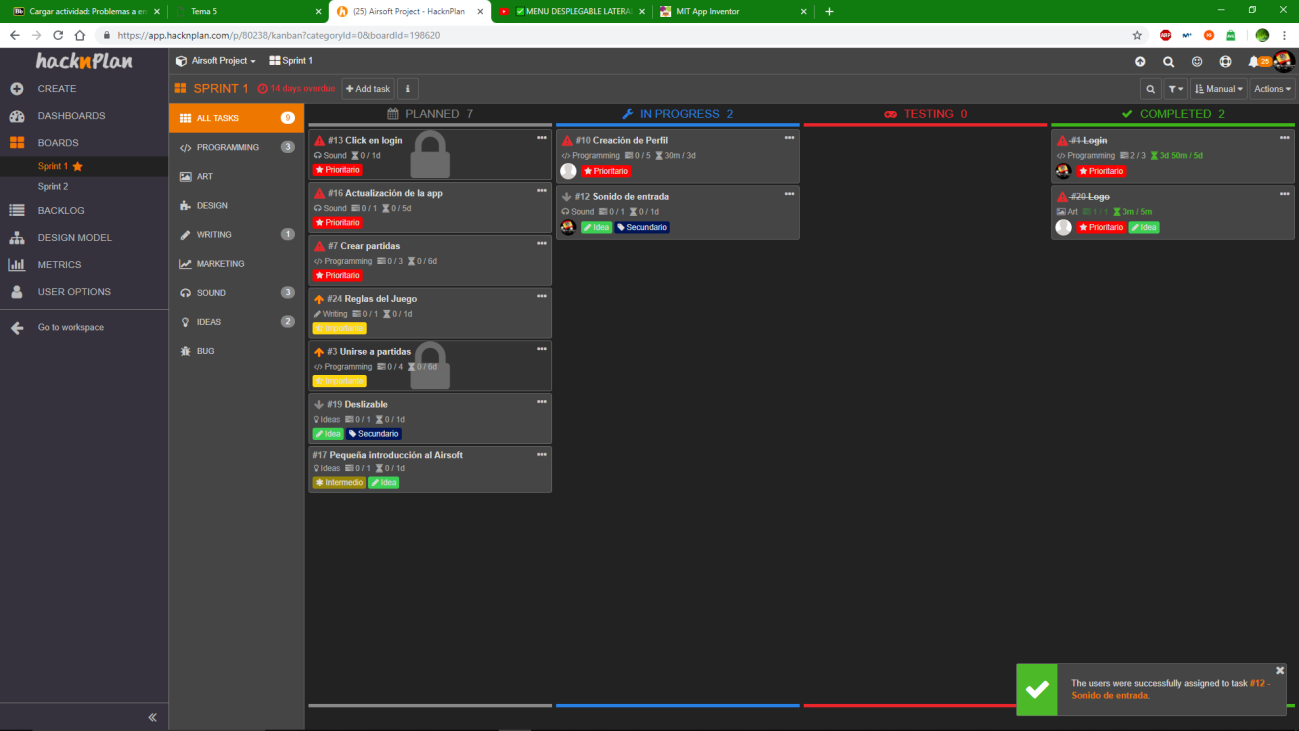 Cargar actividad: Problemas a en
Tema 5
(25) Airsoft Project - HacknPlan
✅ MENU DESPLEGABLE LATERAL
MIT App Inventor
https://app.hacknplan.com/p/80238/kanban?categoryId=0&boardId=198620
ABP
hacknPlan
Airsoft Project
Sprint 1
26
CREATE
DASHBOARDS
BOARDS
Sprint 1
Sprint 2
BACKLOG
DESIGN MODEL
METRICS
USER OPTIONS
Go to workspace
SPRINT 1
14 days overdue
+ Add task
Manual
Actions
ALL TASKS 9
PROGRAMMING 3
ART
DESIGN
WRITING 1
MARKETING
SOUND 3
IDEAS 2
BUG
PLANNED 7
#13 Click en login
Sound 0 / 1d
Prioritario
#16 Actualización de la app
Sound 0 / 1 0 / 5d
Prioritario
#7 Crear partidas
Programming 0 / 3 0 / 6d
Prioritario
#24 Reglas del Juego
Writing 0 / 1 0 / 1d
Importante
#3 Unirse a partidas
Programming 0 / 4 0 / 6d
Importante
#19 Deslizable
Ideas 0 / 1 0 / 1d
Idea Secundario
#17 Pequeña introducción al Airsoft
Ideas 0 / 1 0 / 1d
Intermedio Idea
IN PROGRESS 2
#10 Creación de Perfil
Programming 0 / 5 30m / 3d
Prioritario
#12 Sonido de entrada
Sound 0 / 1 0 / 1d
Idea Secundario
TESTING 0
COMPLETED 2
#1 Login
Programming 2 / 3 3d 50m / 5d
Prioritario
#20 Logo
Art 1 / 1 3m / 5m
Prioritario Idea
The users were successfully assigned to task #12 -
Sonido de entrada.